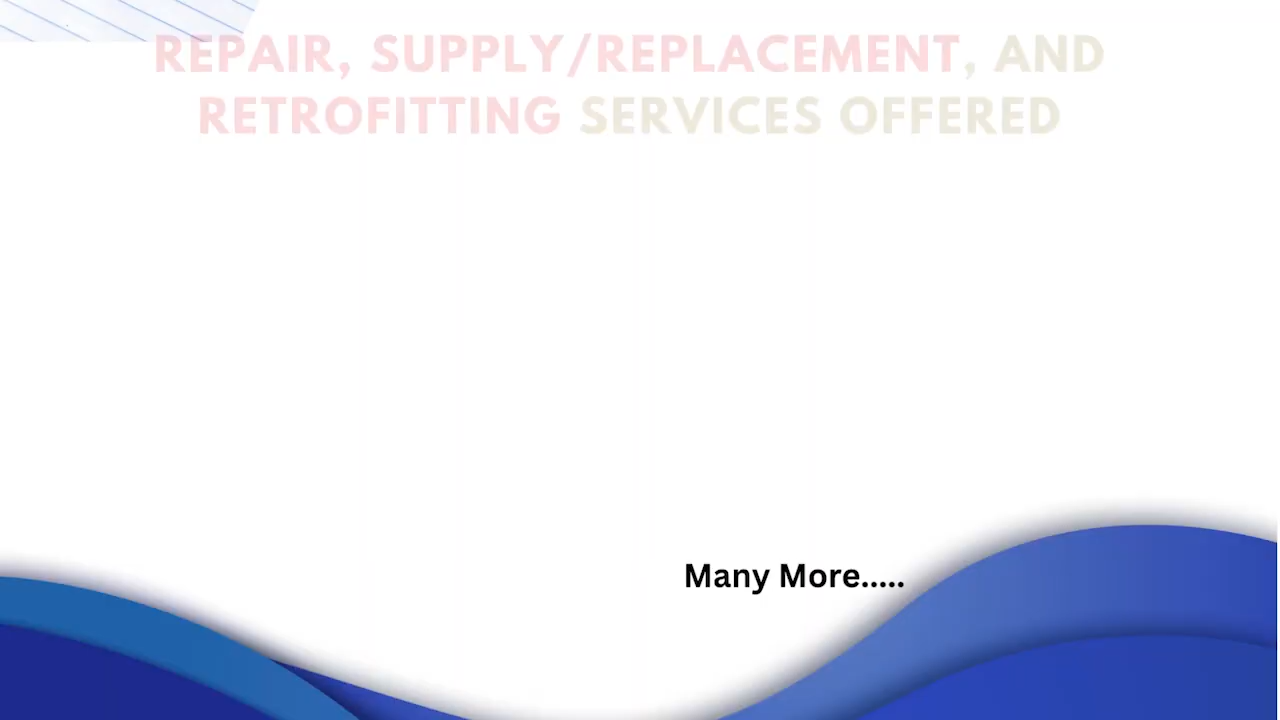 REPAIR, SUPPLY/REPLACEMENT, AND
RETROFITTING SERVICES OFFERED
Many More.....